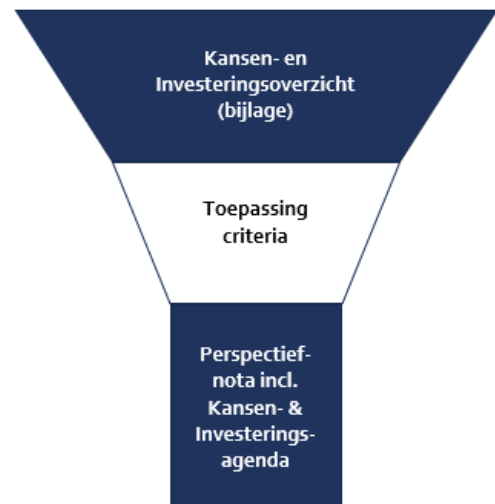 Kansen- en
Investeringsoverzicht
(bijlage)
Toepassing
criteria
Perspectief-
nota incl.
Kansen- &
Investerings-
agenda